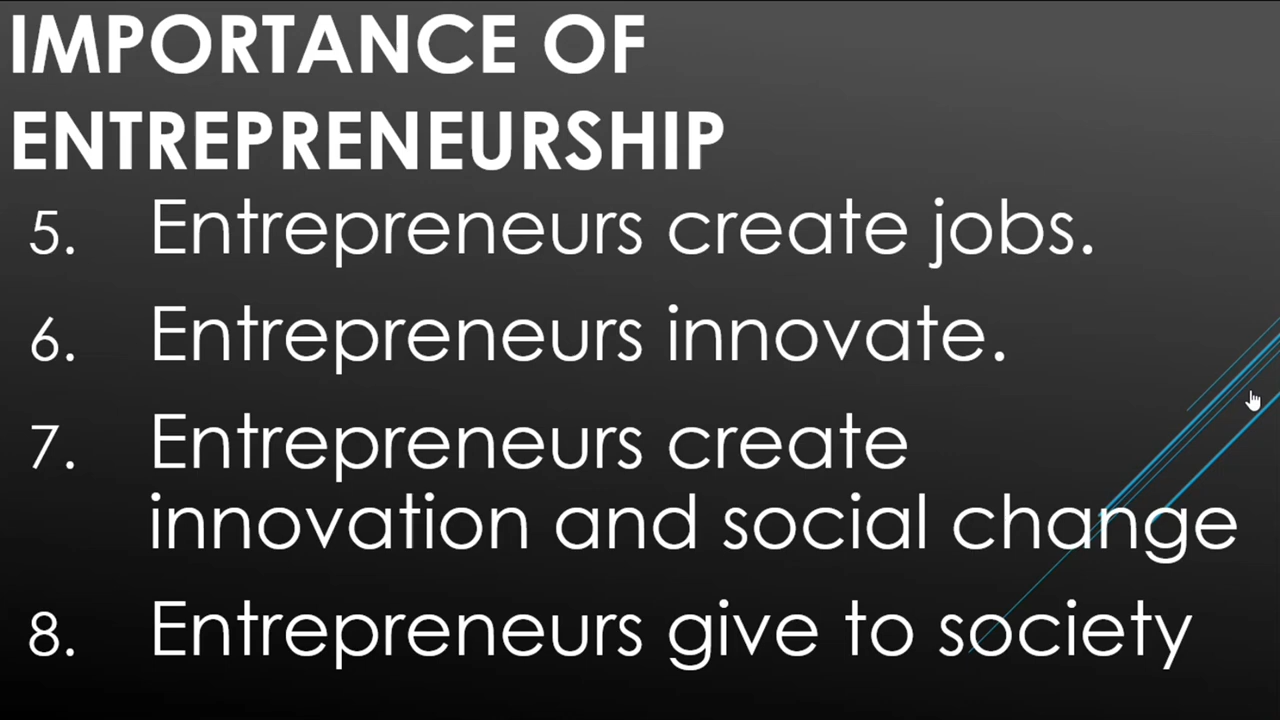 IMPORTANCE OF
ENTREPRENEURSHIP
5. Entrepreneurs create jobs.
6. Entrepreneurs innovate.
7. Entrepreneurs create
innovation and social change
8. Entrepreneurs give to society